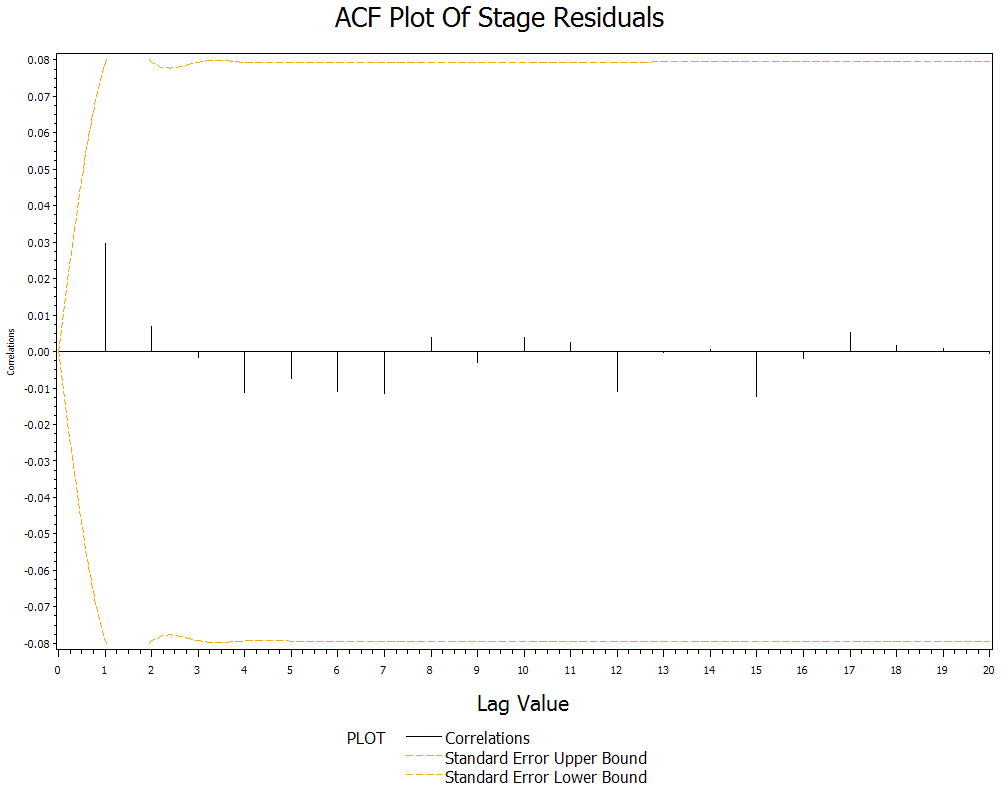 ACF Plot Of Stage Residuals
0.08
0.07
0.06
0.05
0.04
0.03
0.02
0.01
0.00
-0.01
-0.02
-0.03
-0.04
-0.05
-0.06
-0.07
-0.08
Correlations
0 1 2 3 4 5 6 7 8 9 10 11 12 13 14 15 16 17 18 19 20
Lag Value
PLOT Correlations
Standard Error Upper Bound
Standard Error Lower Bound